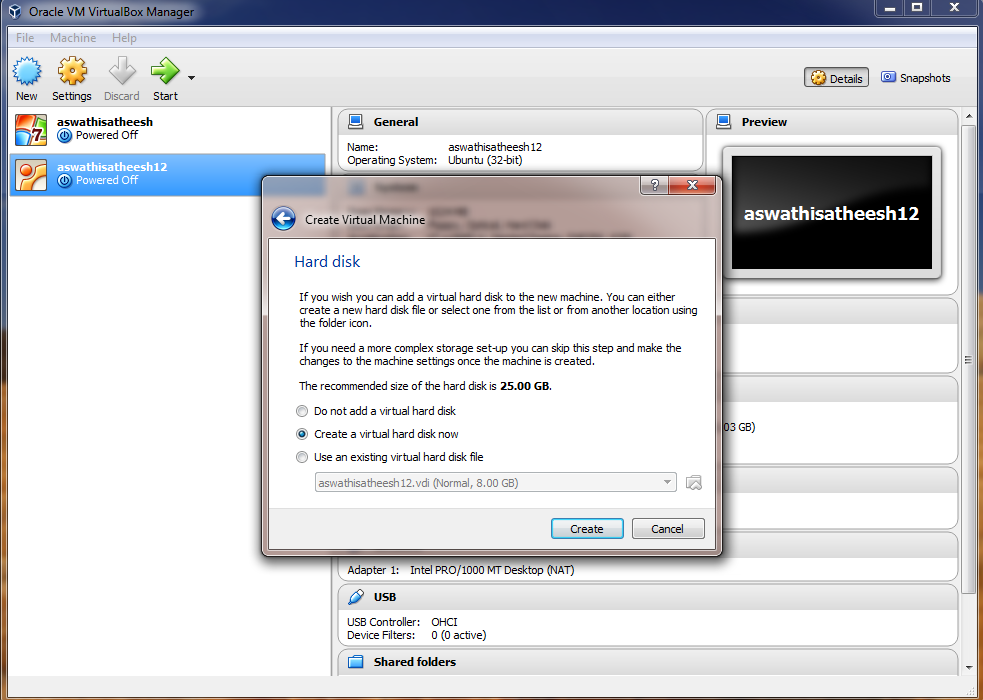 Oracle VM VirtualBox Manager
File Machine Help
New Settings Discard Start
Details Snapshots
aswathisatheesh
Powered Off
aswathisatheesh12
Powered Off
General
Name: aswathisatheesh12
Operating System: Ubuntu (32-bit)
Preview
aswathisatheesh12
?
Create Virtual Machine
Hard disk
If you wish you can add a virtual hard disk to the new machine. You can either
create a new hard disk file or select one from the list or from another location using
the folder icon.
If you need a more complex storage set-up you can skip this step and make the
changes to the machine settings once the machine is created.
The recommended size of the hard disk is 25.00 GB.
Do not add a virtual hard disk
Create a virtual hard disk now
Use an existing virtual hard disk file
aswathisatheesh12.vdi (Normal, 8.00 GB)
Create Cancel
03 GB)
Adapter 1: Intel PRO/1000 MT Desktop (NAT)
USB
USB Controller: OHCI
Device Filters: 0 (0 active)
Shared folders